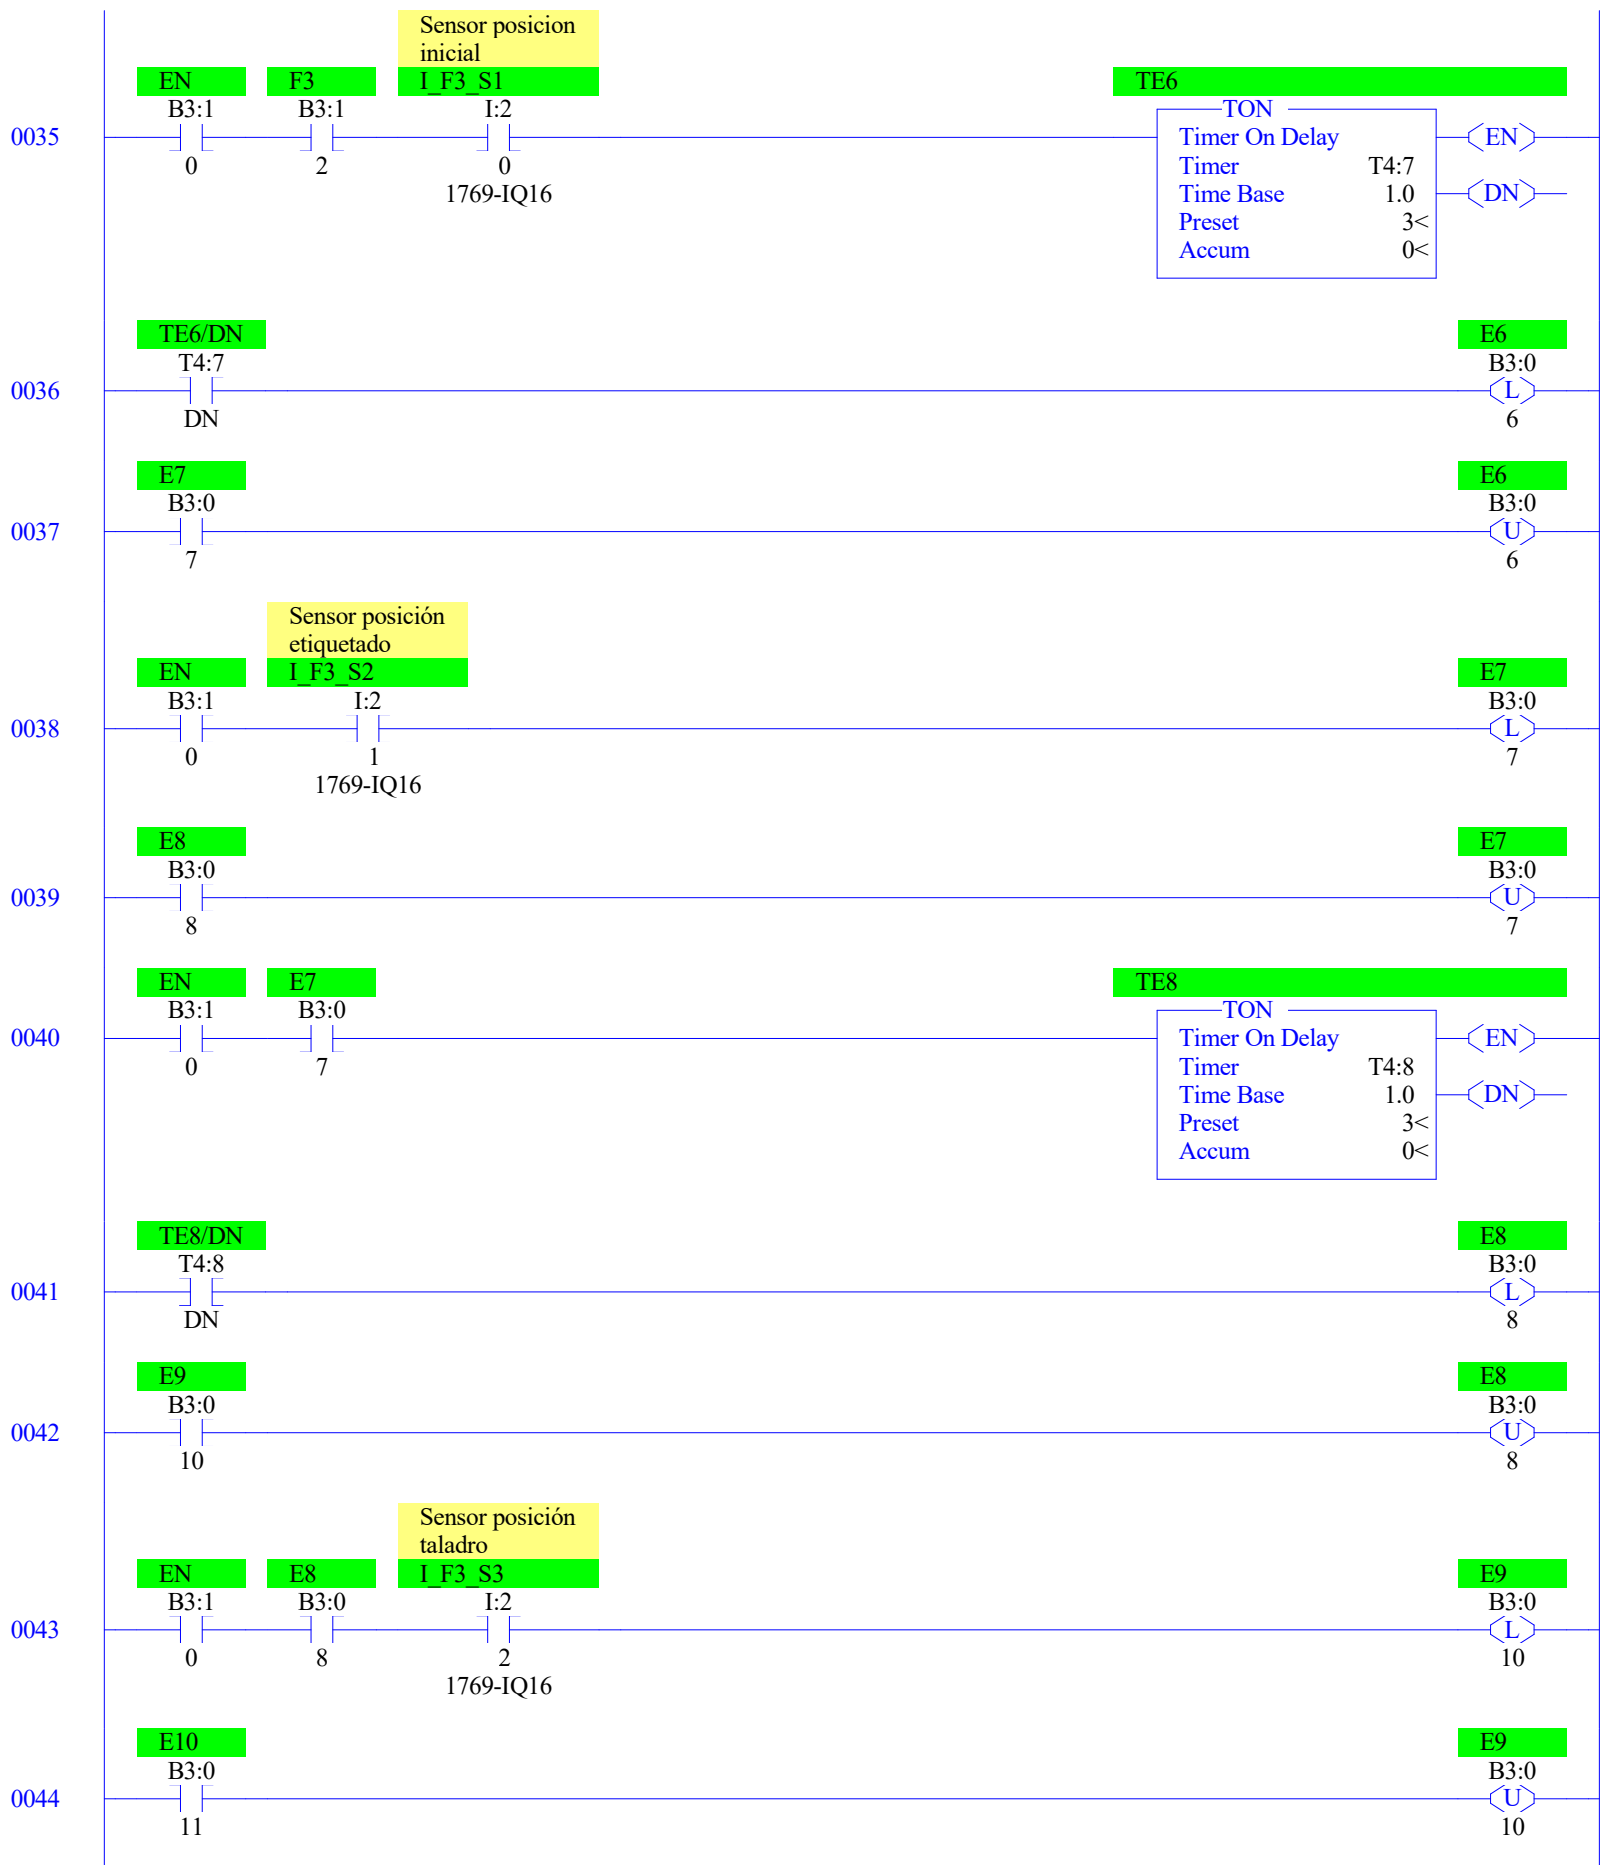 Sensor posicion
inicial
EN F3 I_F3_S1 TE6
B3:1 B3:1 I:2 TON
0035 Timer On Delay EN
0 2 0 Timer T4:7
1769-IQ16 Time Base 1.0 DN
Preset 3<
Accum 0<
TE6/DN E6
T4:7 B3:0
0036 L
DN 6
E7 E6
B3:0 B3:0
0037 U
7 6
Sensor posición
etiquetado
EN I_F3_S2 E7
B3:1 I:2 B3:0
0038 L
0 1 7
1769-IQ16
E8 E7
B3:0 B3:0
0039 U
8 7
EN E7 TE8
B3:1 B3:0 TON
0040 Timer On Delay EN
0 7 Timer T4:8
Time Base 1.0 DN
Preset 3<
Accum 0<
TE8/DN E8
T4:8 B3:0
0041 L
DN 8
E9 E8
B3:0 B3:0
0042 U
10 8
Sensor posición
taladro
EN E8 I_F3_S3 E9
B3:1 B3:0 I:2 B3:0
0043 L
0 8 2 10
1769-IQ16
E10 E9
B3:0 B3:0
0044 U
11 10